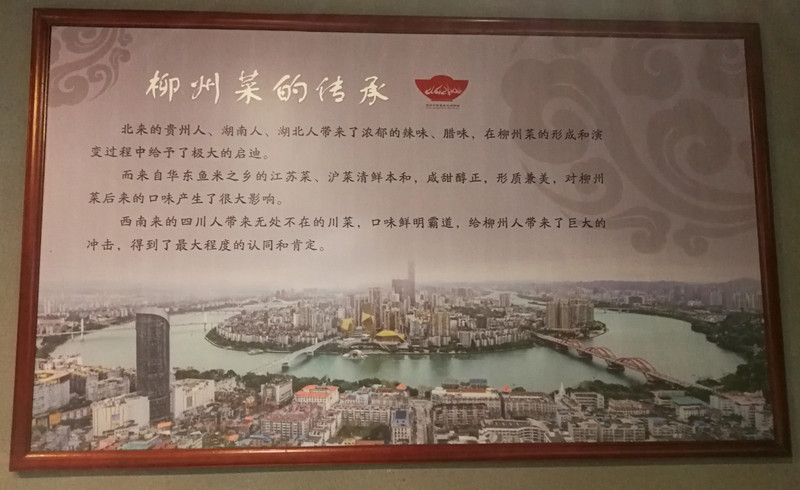 柳州菜的传承
北来的贵州人、湖南人、湖北人带来了浓郁的辣味、腊味，在柳州菜的形成和演
变过程中给予了极大的启迪。
而来自华东鱼米之乡的江苏菜、沪菜清鲜本和，咸甜醇正，形质兼美，对柳州
菜后来的口味产生了很大影响。
西南来的四川人带来无处不在的川菜，口味鲜明霸道，给柳州人带来了巨大的
冲击，得到了最大程度的认同和肯定。